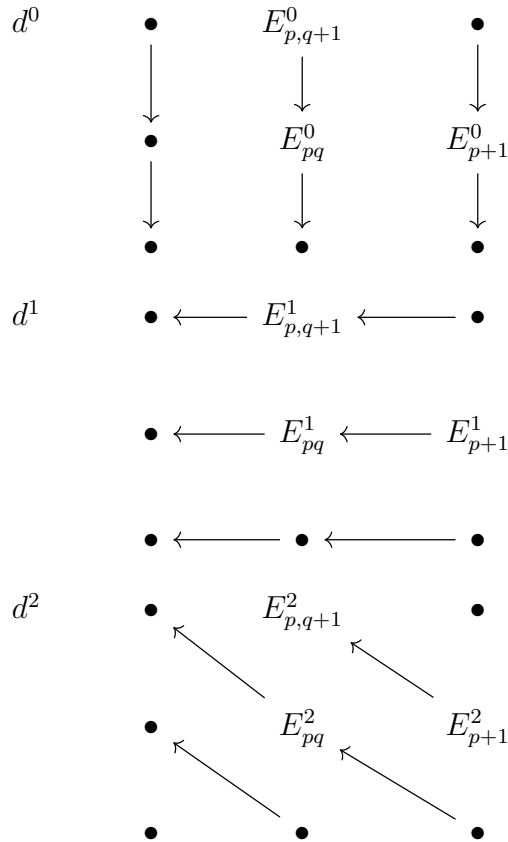 $d^0$ $E^0_{p,q+1}$
$E^0_{pq}$ $E^0_{p+1}$
$d^1$ $E^1_{p,q+1}$
$E^1_{pq}$ $E^1_{p+1}$
$d^2$ $E^2_{p,q+1}$
$E^2_{pq}$ $E^2_{p+1}$